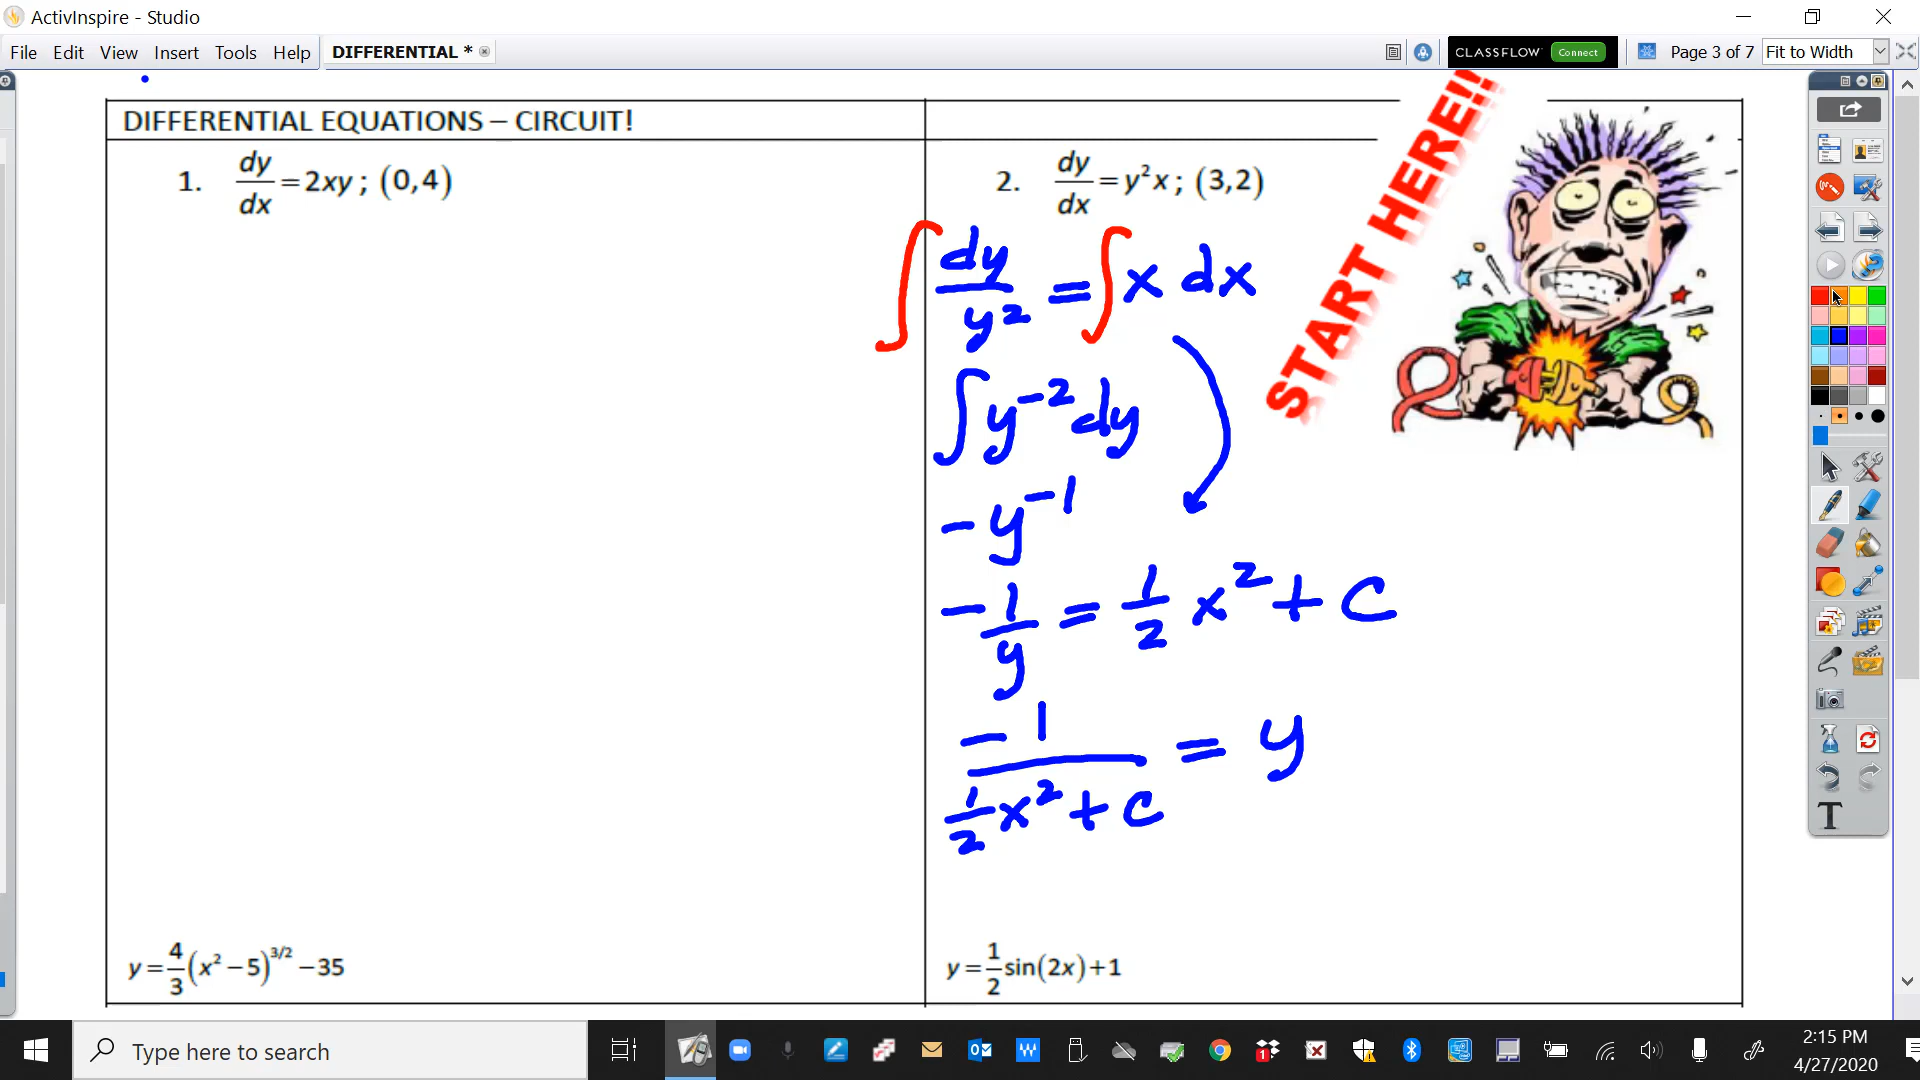 ActivInspire - Studio
File Edit View Insert Tools Help
DIFFERENTIAL *
CLASSFLOW Connect
Page 3 of 7
Fit to Width
DIFFERENTIAL EQUATIONS – CIRCUIT!
START HERE!!!
1. dy/dx = 2xy ; (0,4)
y = 4/3 (x² – 5)^3/2 – 35
2. dy/dx = y²x ; (3,2)
∫ dy/y² = ∫ x dx
∫ y⁻² dy
– y⁻¹
– 1/y = 1/2 x² + C
–1/(1/2 x² + C) = y
y = 1/2 sin(2x) + 1
T
Type here to search
W
1
2:15 PM
4/27/2020